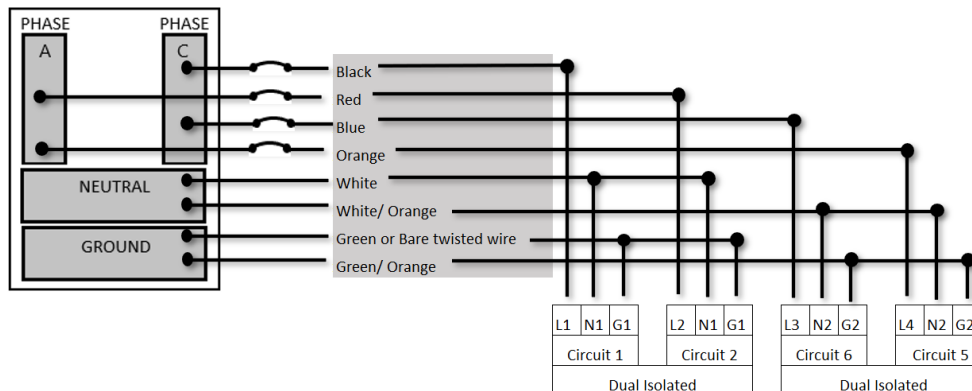 PHASE PHASE
A C
Black
Red
Blue
Orange
NEUTRAL
White
White/ Orange
GROUND
Green or Bare twisted wire
Green/ Orange
L1 N1 G1 L2 N1 G1 L3 N2 G2 L4 N2 G2
Circuit 1 Circuit 2 Circuit 6 Circuit 5
Dual Isolated Dual Isolated